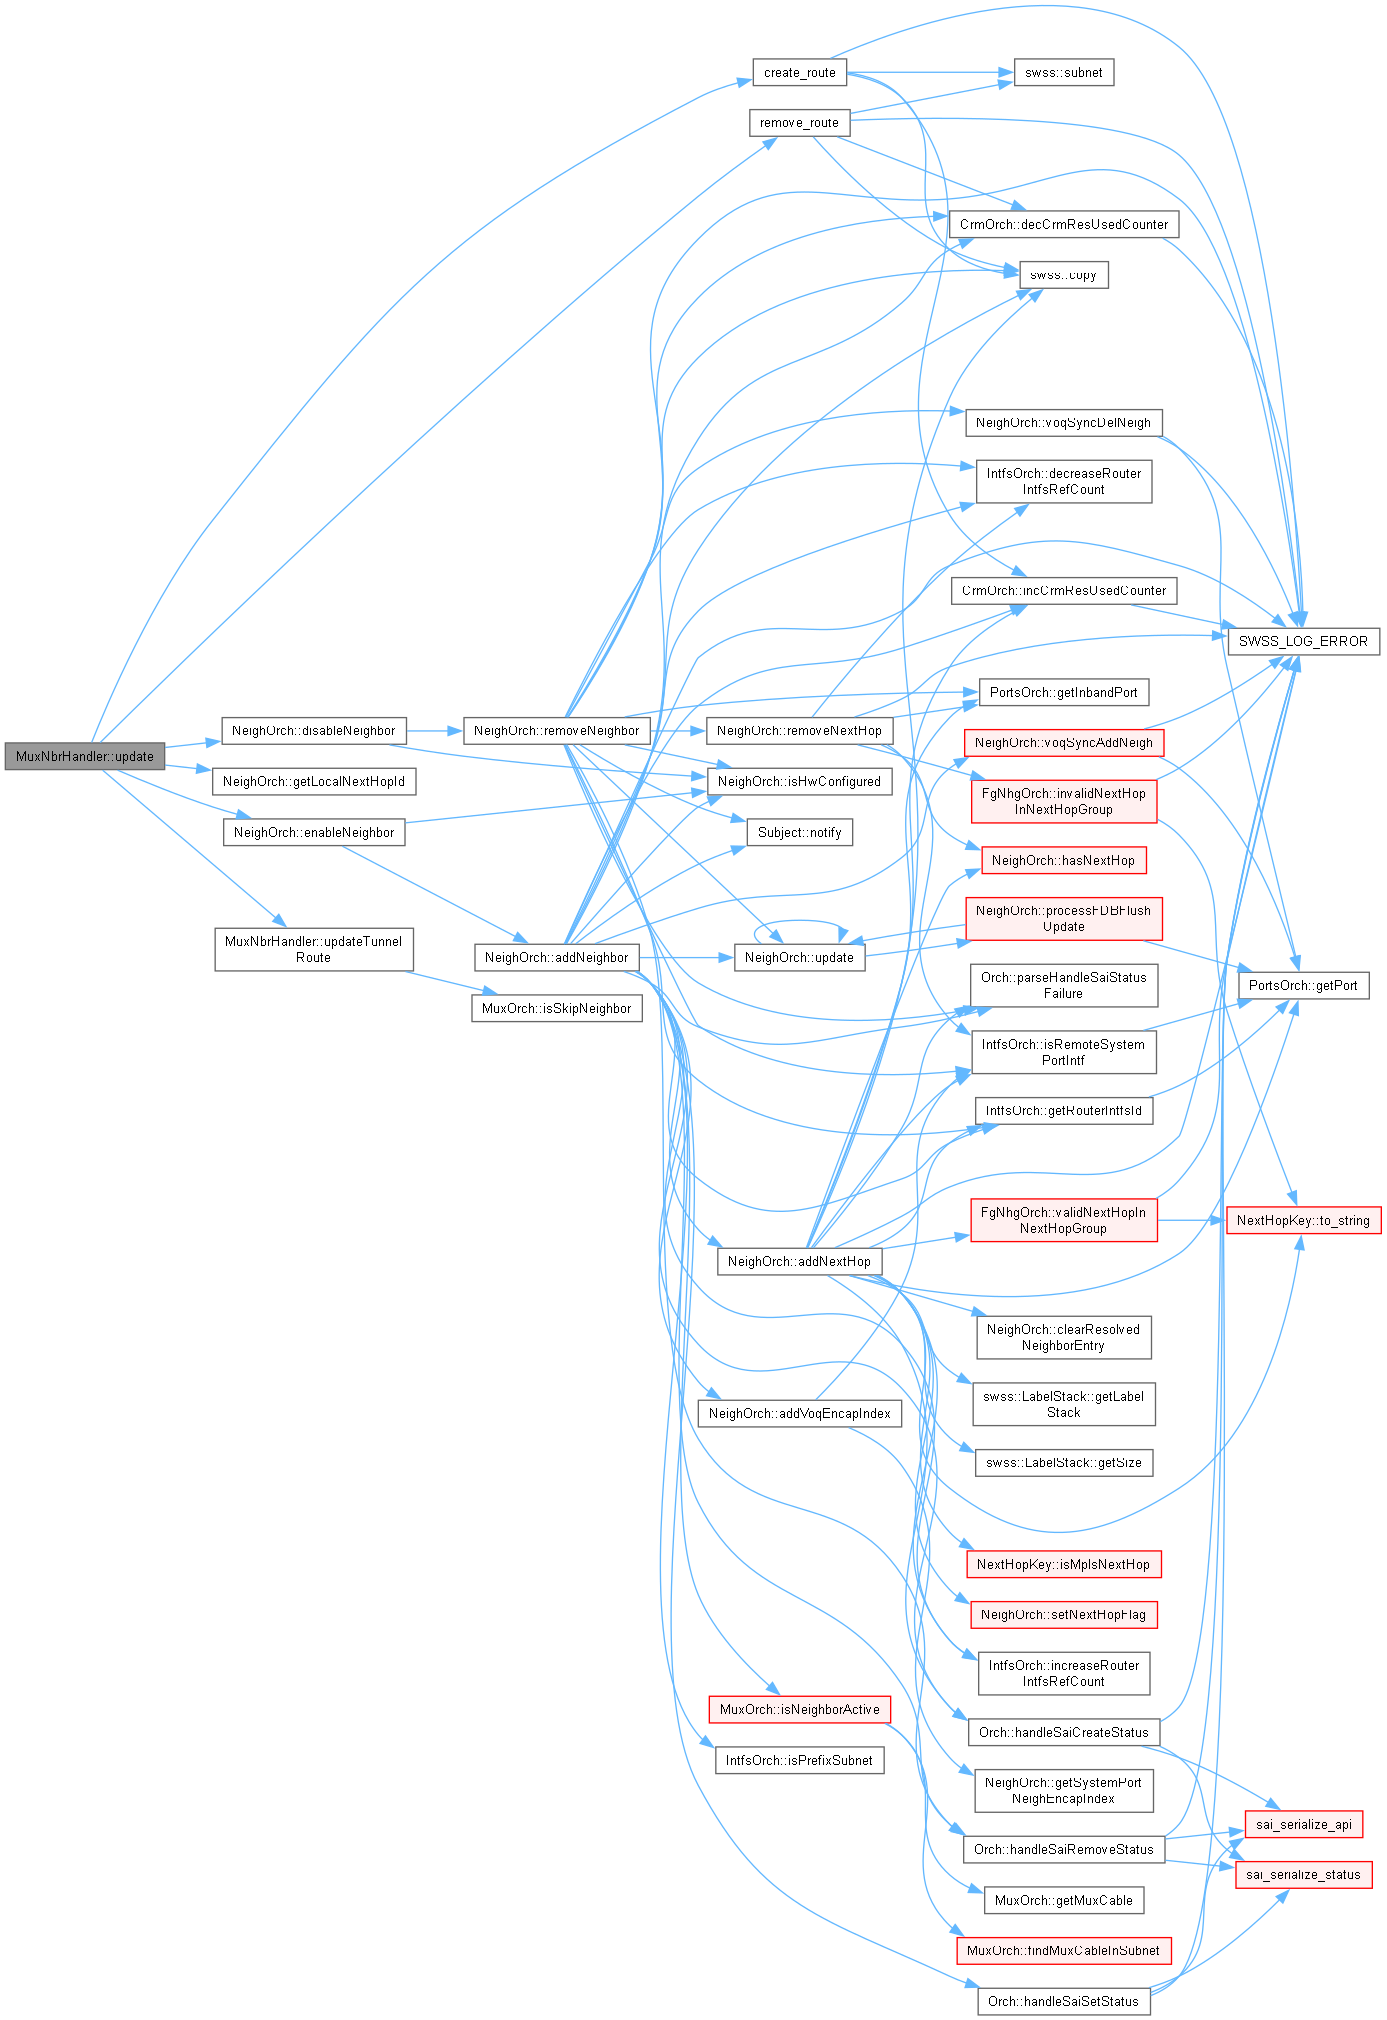 create_route
swss::subnet
remove_route
CrmOrch::decCrmResUsedCounter
swss::copy
NeighOrch::voqSyncDelNeigh
IntfsOrch::decreaseRouter
IntfsRefCount
CrmOrch::incCrmResUsedCounter
SWSS_LOG_ERROR
PortsOrch::getInbandPort
NeighOrch::disableNeighbor
NeighOrch::removeNeighbor
NeighOrch::removeNextHop
NeighOrch::voqSyncAddNeigh
MuxNbrHandler::update
NeighOrch::getLocalNextHopId
NeighOrch::isHwConfigured
FgNhgOrch::invalidNextHop
InNextHopGroup
NeighOrch::enableNeighbor
Subject::notify
NeighOrch::hasNextHop
NeighOrch::processFDBFlush
Update
MuxNbrHandler::updateTunnel
Route
NeighOrch::addNeighbor
NeighOrch::update
Orch::parseHandleSaiStatus
Failure
PortsOrch::getPort
MuxOrch::isSkipNeighbor
IntfsOrch::isRemoteSystem
PortIntf
IntfsOrch::getRouterIntfsId
FgNhgOrch::validNextHopIn
NextHopGroup
NextHopKey::to_string
NeighOrch::addNextHop
NeighOrch::clearResolved
NeighborEntry
swss::LabelStack::getLabel
Stack
NeighOrch::addVoqEncapIndex
swss::LabelStack::getSize
NextHopKey::isMplsNextHop
NeighOrch::setNextHopFlag
IntfsOrch::increaseRouter
IntfsRefCount
MuxOrch::isNeighborActive
Orch::handleSaiCreateStatus
IntfsOrch::isPrefixSubnet
NeighOrch::getSystemPort
NeighEncapIndex
sai_serialize_api
Orch::handleSaiRemoveStatus
sai_serialize_status
MuxOrch::getMuxCable
MuxOrch::findMuxCableInSubnet
Orch::handleSaiSetStatus